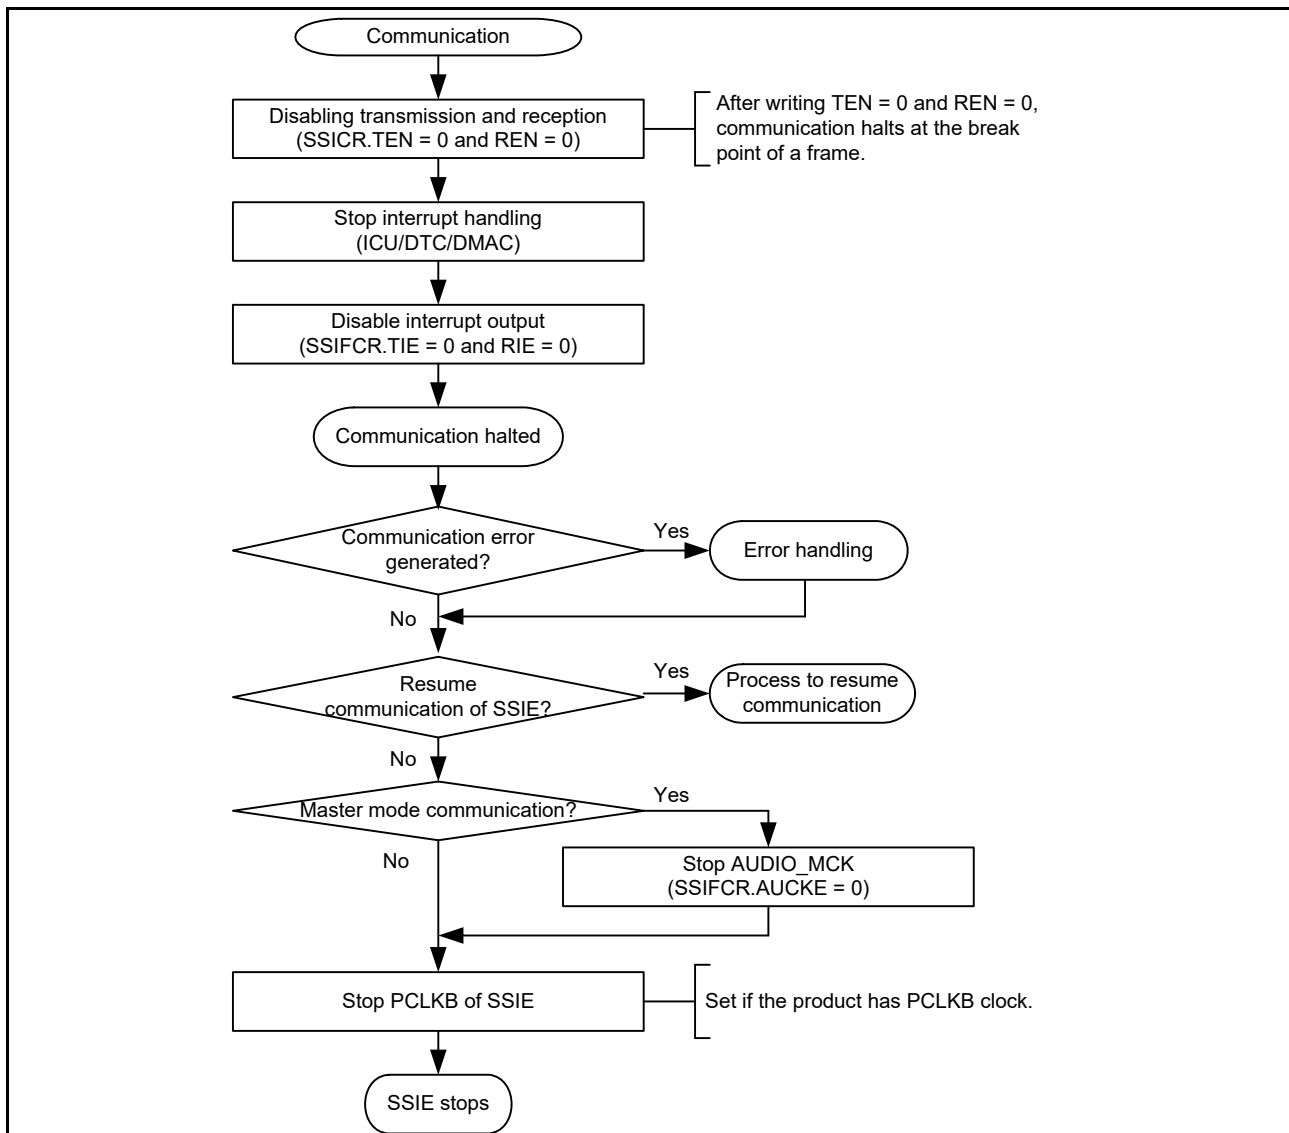 Communication
Disabling transmission and reception
(SSICR.TEN = 0 and REN = 0)
After writing TEN = 0 and REN = 0,
communication halts at the break
point of a frame.
Stop interrupt handling
(ICU/DTC/DMAC)
Disable interrupt output
(SSIFCR.TIE = 0 and RIE = 0)
Communication halted
Communication error
generated?
Yes
Error handling
No
Resume
communication of SSIE?
Yes
Process to resume
communication
No
Master mode communication?
Yes
No
Stop AUDIO_MCK
(SSIFCR.AUCKE = 0)
Stop PCLKB of SSIE
Set if the product has PCLKB clock.
SSIE stops